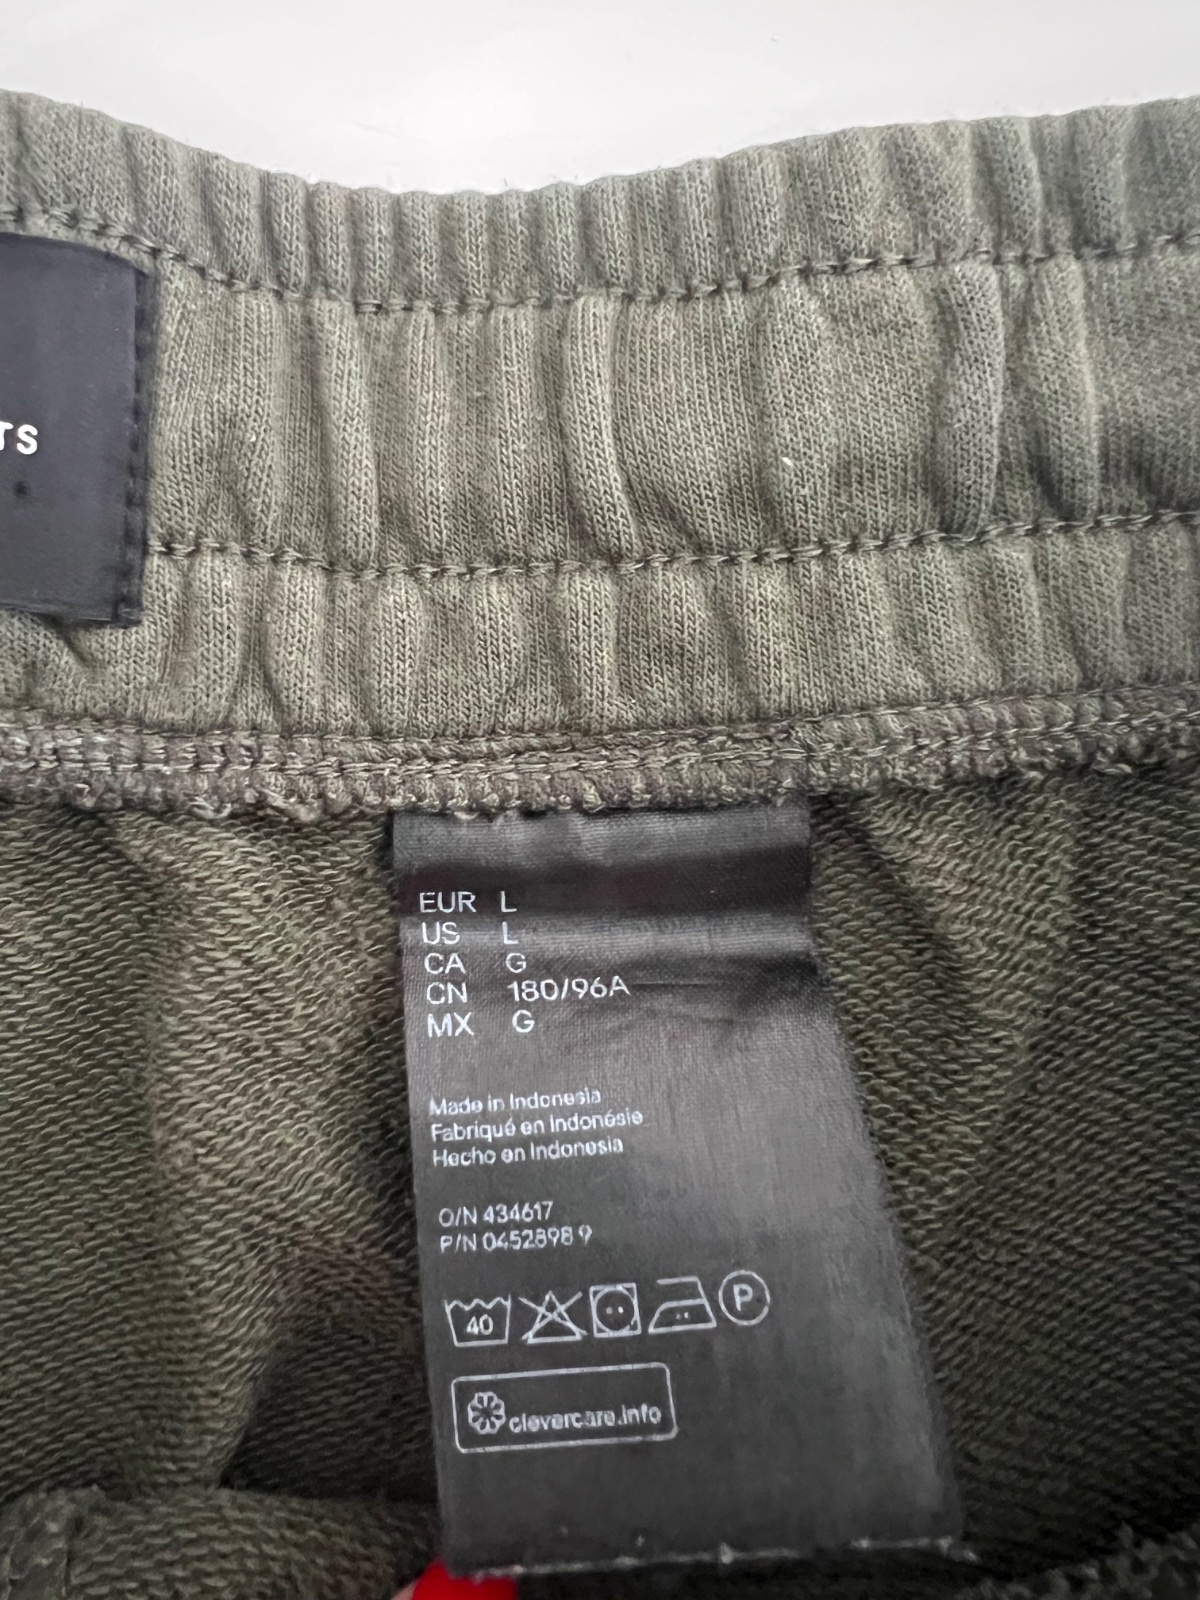 TS
EUR L
US L
CA G
CN 180/96A
MX G
Made in Indonesia
Fabriqué en Indonésie
Hecho en Indonesia
O/N 434617
P/N 0452898 9
40
P
clevercare.info